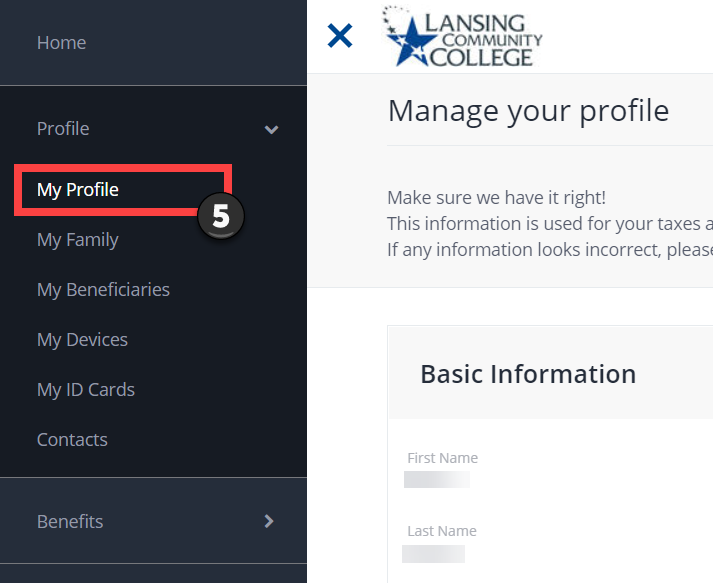 Home
Profile
My Profile
5
My Family
My Beneficiaries
My Devices
My ID Cards
Contacts
Benefits
LANSING
COMMUNITY
COLLEGE
Manage your profile
Make sure we have it right!
This information is used for your taxes a
If any information looks incorrect, please
Basic Information
First Name
Last Name